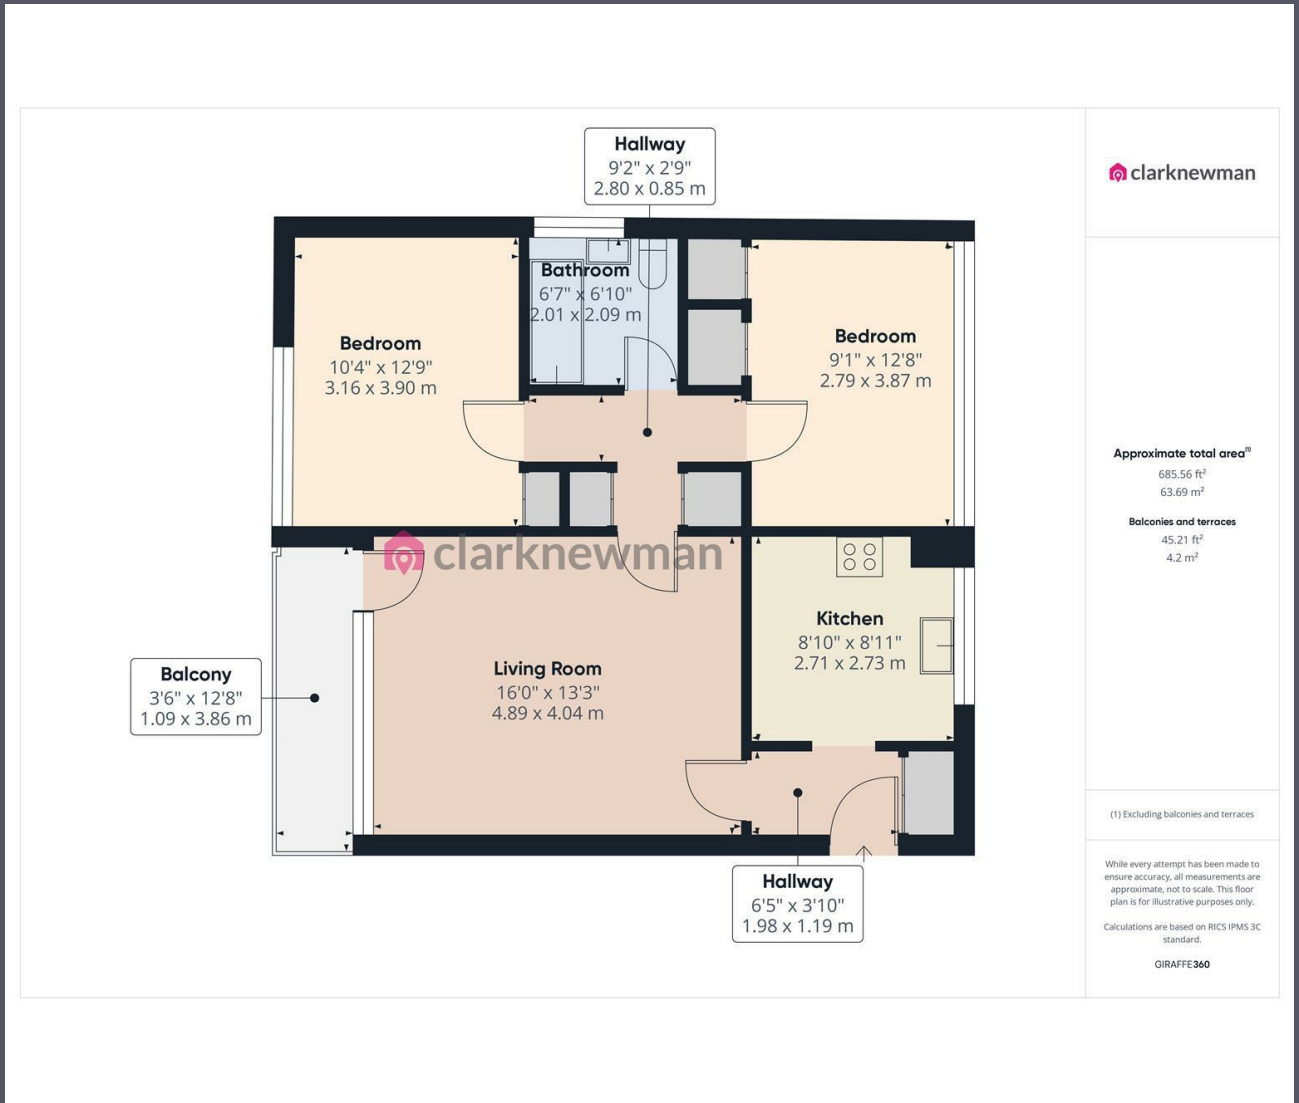 Hallway
9'2" x 2'9"
2.80 x 0.85 m
clarknewman
Bathroom
6'7" x 6'10"
2.01 x 2.09 m
Bedroom
10'4" x 12'9"
3.16 x 3.90 m
Bedroom
9'1" x 12'8"
2.79 x 3.87 m
clarknewman
Kitchen
8'10" x 8'11"
2.71 x 2.73 m
Living Room
16'0" x 13'3"
4.89 x 4.04 m
Balcony
3'6" x 12'8"
1.09 x 3.86 m
Hallway
6'5" x 3'10"
1.98 x 1.19 m
Approximate total area⁽¹⁾
685.56 ft²
63.69 m²
Balconies and terraces
45.21 ft²
4.2 m²
(1) Excluding balconies and terraces
While every attempt has been made to
ensure accuracy, all measurements are
approximate, not to scale. This floor
plan is for illustrative purposes only.
Calculations are based on RICS IPMS 3C
standard.
GIRAFFE360